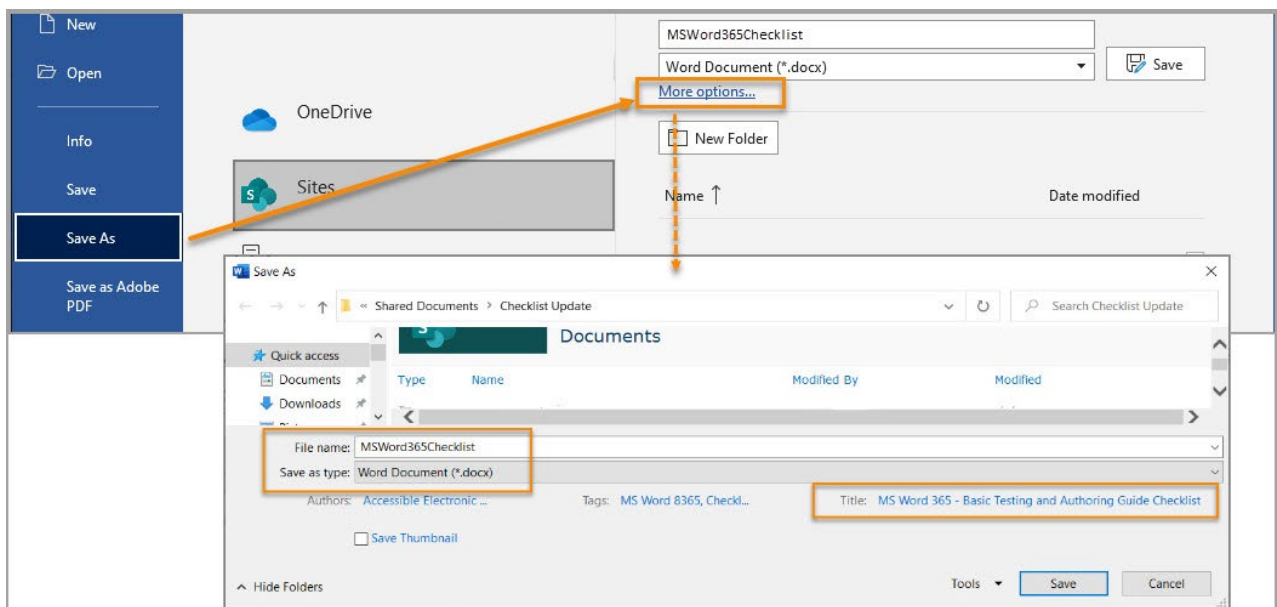 New
Open
Info
Save
Save As
Save as Adobe
PDF
OneDrive
S
Sites
MSWord365Checklist
Word Document (*.docx)
Save
More options...
New Folder
Name ↑
Date modified
Save As
« Shared Documents > Checklist Update
Search Checklist Update
S
Documents
Quick access
Documents
Downloads
Type Name Modified By Modified
File name: MSWord365Checklist
Save as type: Word Document (*.docx)
Authors: Accessible Electronic ...
Tags: MS Word 8365, Checkl...
Title: MS Word 365 - Basic Testing and Authoring Guide Checklist
Save Thumbnail
Hide Folders
Tools
Save
Cancel